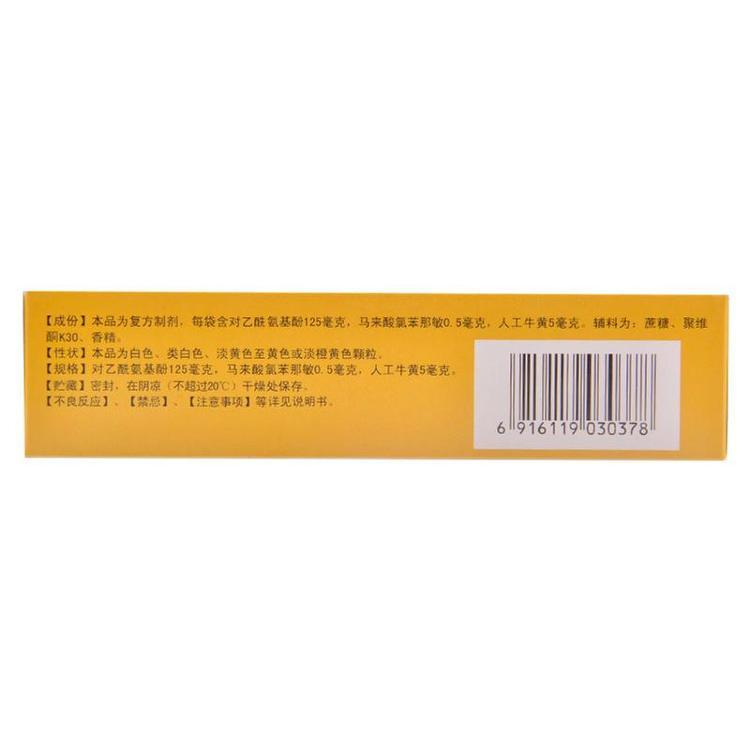 【成份】本品为复方制剂，每袋含对乙酰氨基酚125毫克，马来酸氯苯那敏0.5毫克，人工牛黄5毫克。辅料为：蔗糖、聚维
酮K30、香精。
【性状】本品为白色、类白色、淡黄色至黄色或淡橙黄色颗粒。
【规格】对乙酰氨基酚125毫克，马来酸氯苯那敏0.5毫克，人工牛黄5毫克。
【贮藏】密封，在阴凉（不超过20℃）干燥处保存。
【不良反应】、【禁忌】、【注意事项】等详见说明书。
6 916119 030378